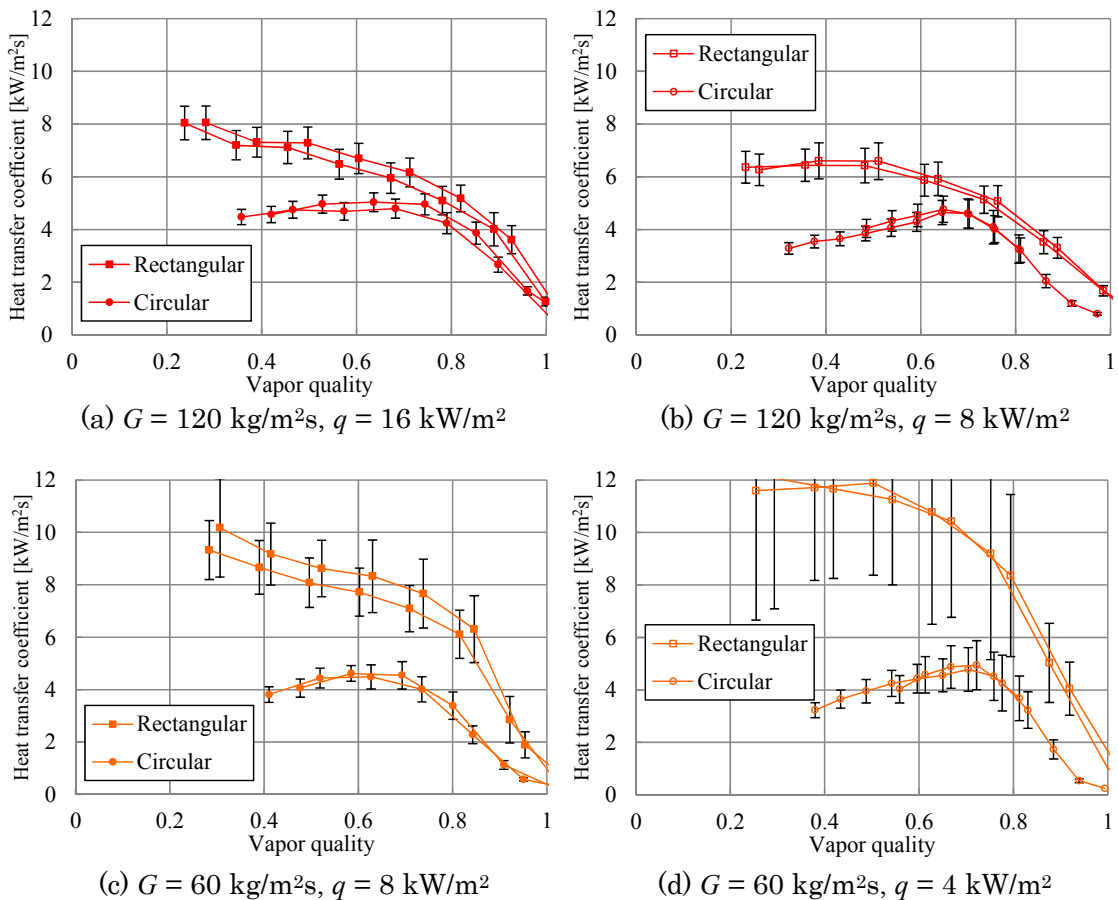 Heat transfer coefficient [kW/m²s]
12
10
8
6
4
2
0
Rectangular
Circular
0 0.2 0.4 0.6 0.8 1
Vapor quality
(a) G = 120 kg/m²s, q = 16 kW/m²
Heat transfer coefficient [kW/m²s]
12
10
8
6
4
2
0
Rectangular
Circular
0 0.2 0.4 0.6 0.8 1
Vapor quality
(b) G = 120 kg/m²s, q = 8 kW/m²
Heat transfer coefficient [kW/m²s]
12
10
8
6
4
2
0
Rectangular
Circular
0 0.2 0.4 0.6 0.8 1
Vapor quality
(c) G = 60 kg/m²s, q = 8 kW/m²
Heat transfer coefficient [kW/m²s]
12
10
8
6
4
2
0
Rectangular
Circular
0 0.2 0.4 0.6 0.8 1
Vapor quality
(d) G = 60 kg/m²s, q = 4 kW/m²